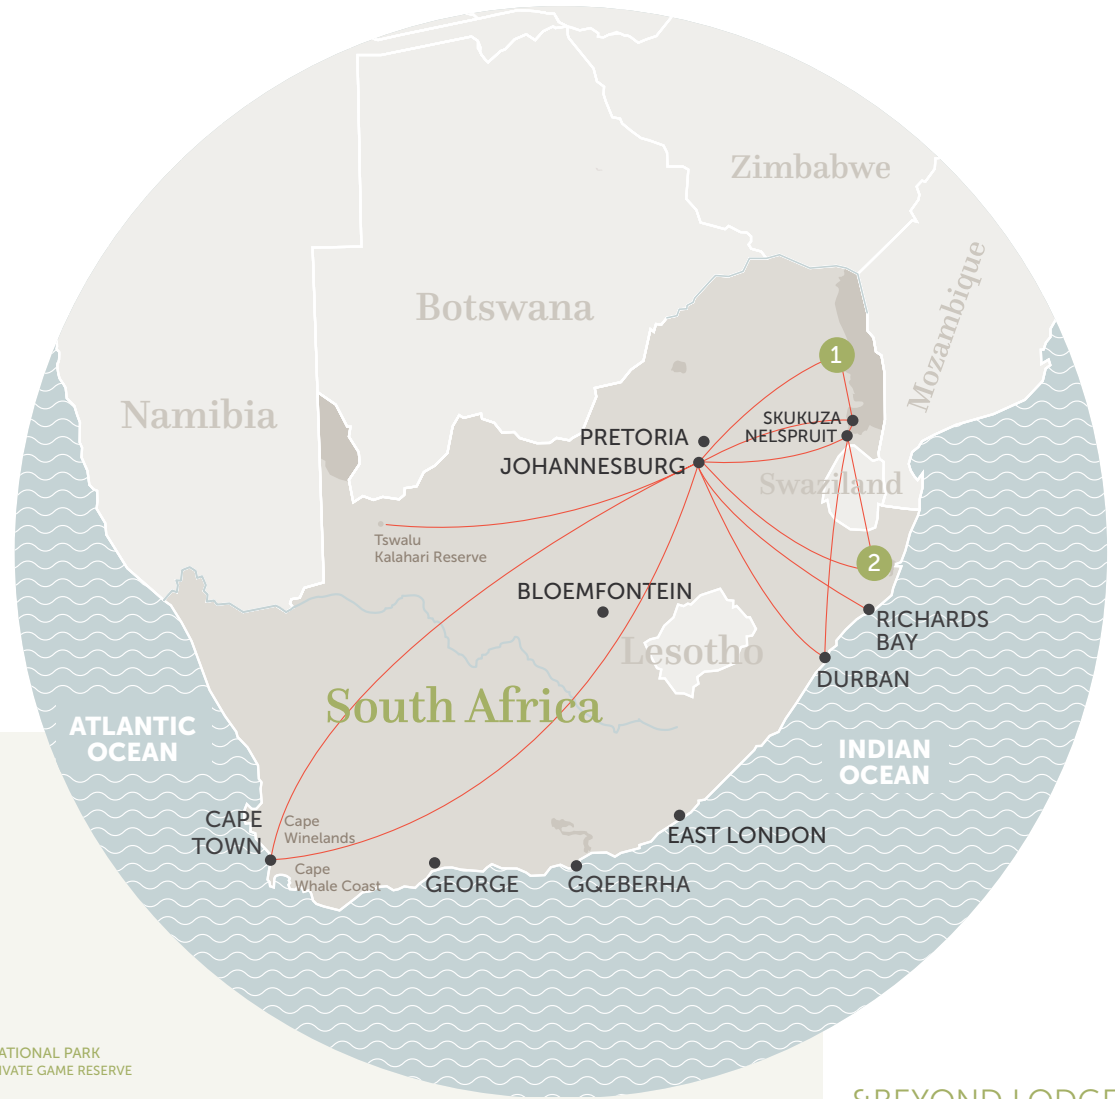 Zimbabwe
Mozambique
Botswana
Namibia
1
SKUKUZA
NELSPRUIT
PRETORIA
JOHANNESBURG
Swaziland
Tswalu
Kalahari Reserve
2
BLOEMFONTEIN
RICHARDS
BAY
Lesotho
DURBAN
South Africa
ATLANTIC
OCEAN
INDIAN
OCEAN
CAPE
TOWN
Cape
Winelands
EAST LONDON
Cape
Whale Coast
GEORGE
GQEBERHA
ATIONAL PARK
IVATE GAME RESERVE
&BEYOND LODGE